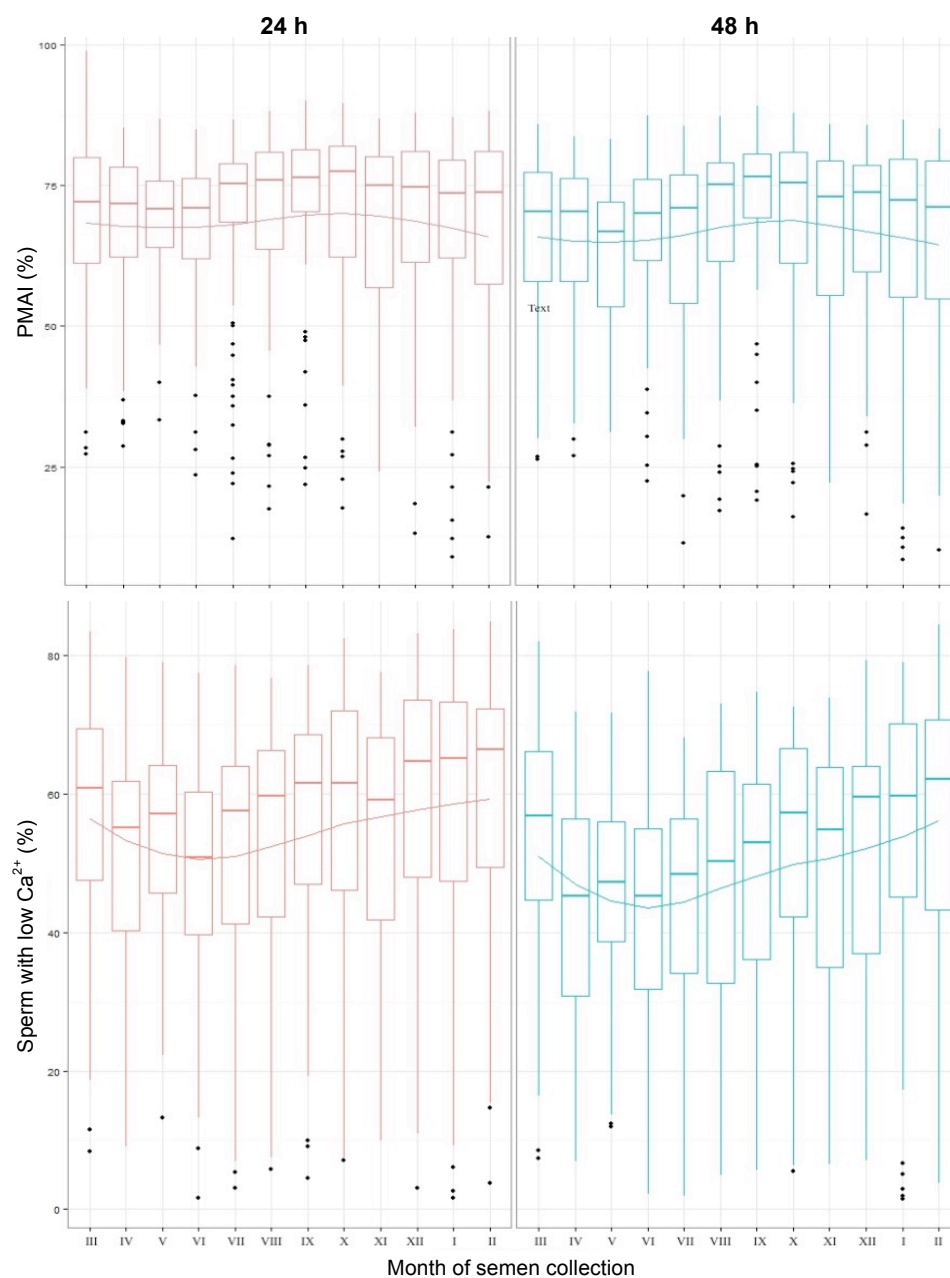 24 h 48 h
100
75
50
25
PMAI (%)
Text
80
60
40
20
0
Sperm with low Ca²⁺ (%)
III IV V VI VII VIII IX X XI XII I II III IV V VI VII VIII IX X XI XII I II
Month of semen collection